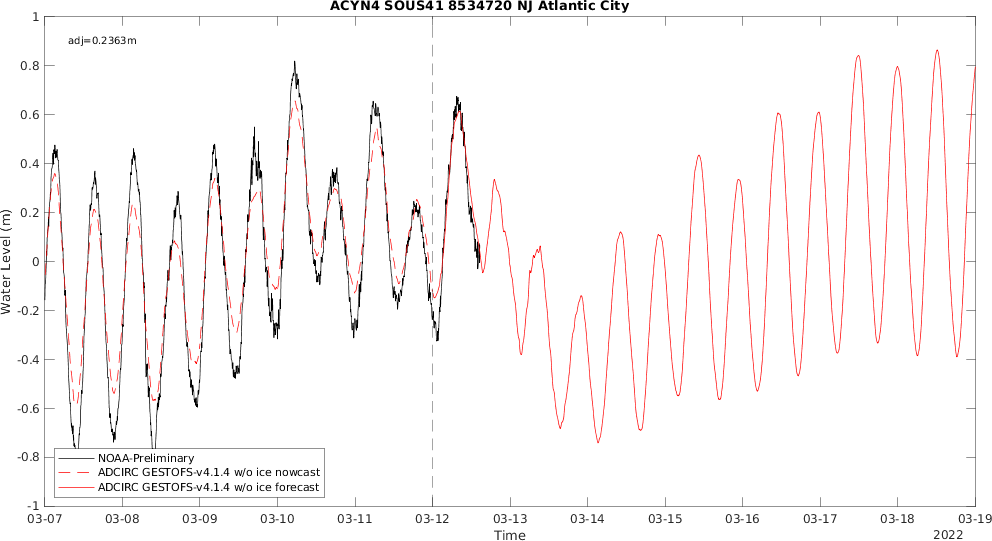 ACYN4 SOUS41 8534720 NJ Atlantic City
adj=0.2363m
1
0.8
0.6
0.4
0.2
0
-0.2
-0.4
-0.6
-0.8
-1
Water Level (m)
NOAA-Preliminary
ADCIRC GESTOFS-v4.1.4 w/o ice nowcast
ADCIRC GESTOFS-v4.1.4 w/o ice forecast
03-07 03-08 03-09 03-10 03-11 03-12 03-13 03-14 03-15 03-16 03-17 03-18 03-19
Time
2022